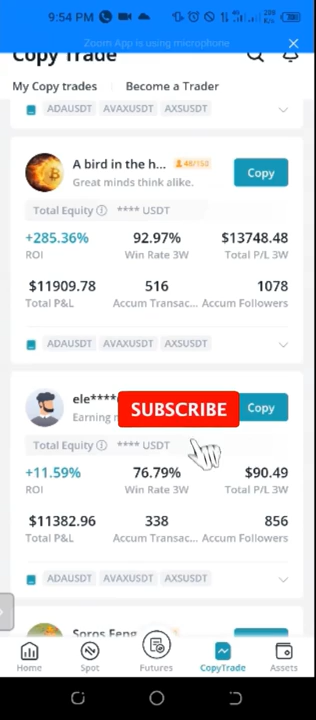 9:54 PM
Zoom App is using microphone
Copy Trade
My Copy trades Become a Trader
ADAUSDT AVAXUSDT AXSUSDT
A bird in the h... 48/150 Copy
Great minds think alike.
Total Equity **** USDT
+285.36% 92.97% $13748.48
ROI Win Rate 3W Total P/L 3W
$11909.78 516 1078
Total P&L Accum Transac... Accum Followers
ADAUSDT AVAXUSDT AXSUSDT
ele**** SUBSCRIBE Copy
Earning
Total Equity **** USDT
+11.59% 76.79% $90.49
ROI Win Rate 3W Total P/L 3W
$11382.96 338 856
Total P&L Accum Transac... Accum Followers
ADAUSDT AVAXUSDT AXSUSDT
Soros Feng
Home Spot Futures CopyTrade Assets